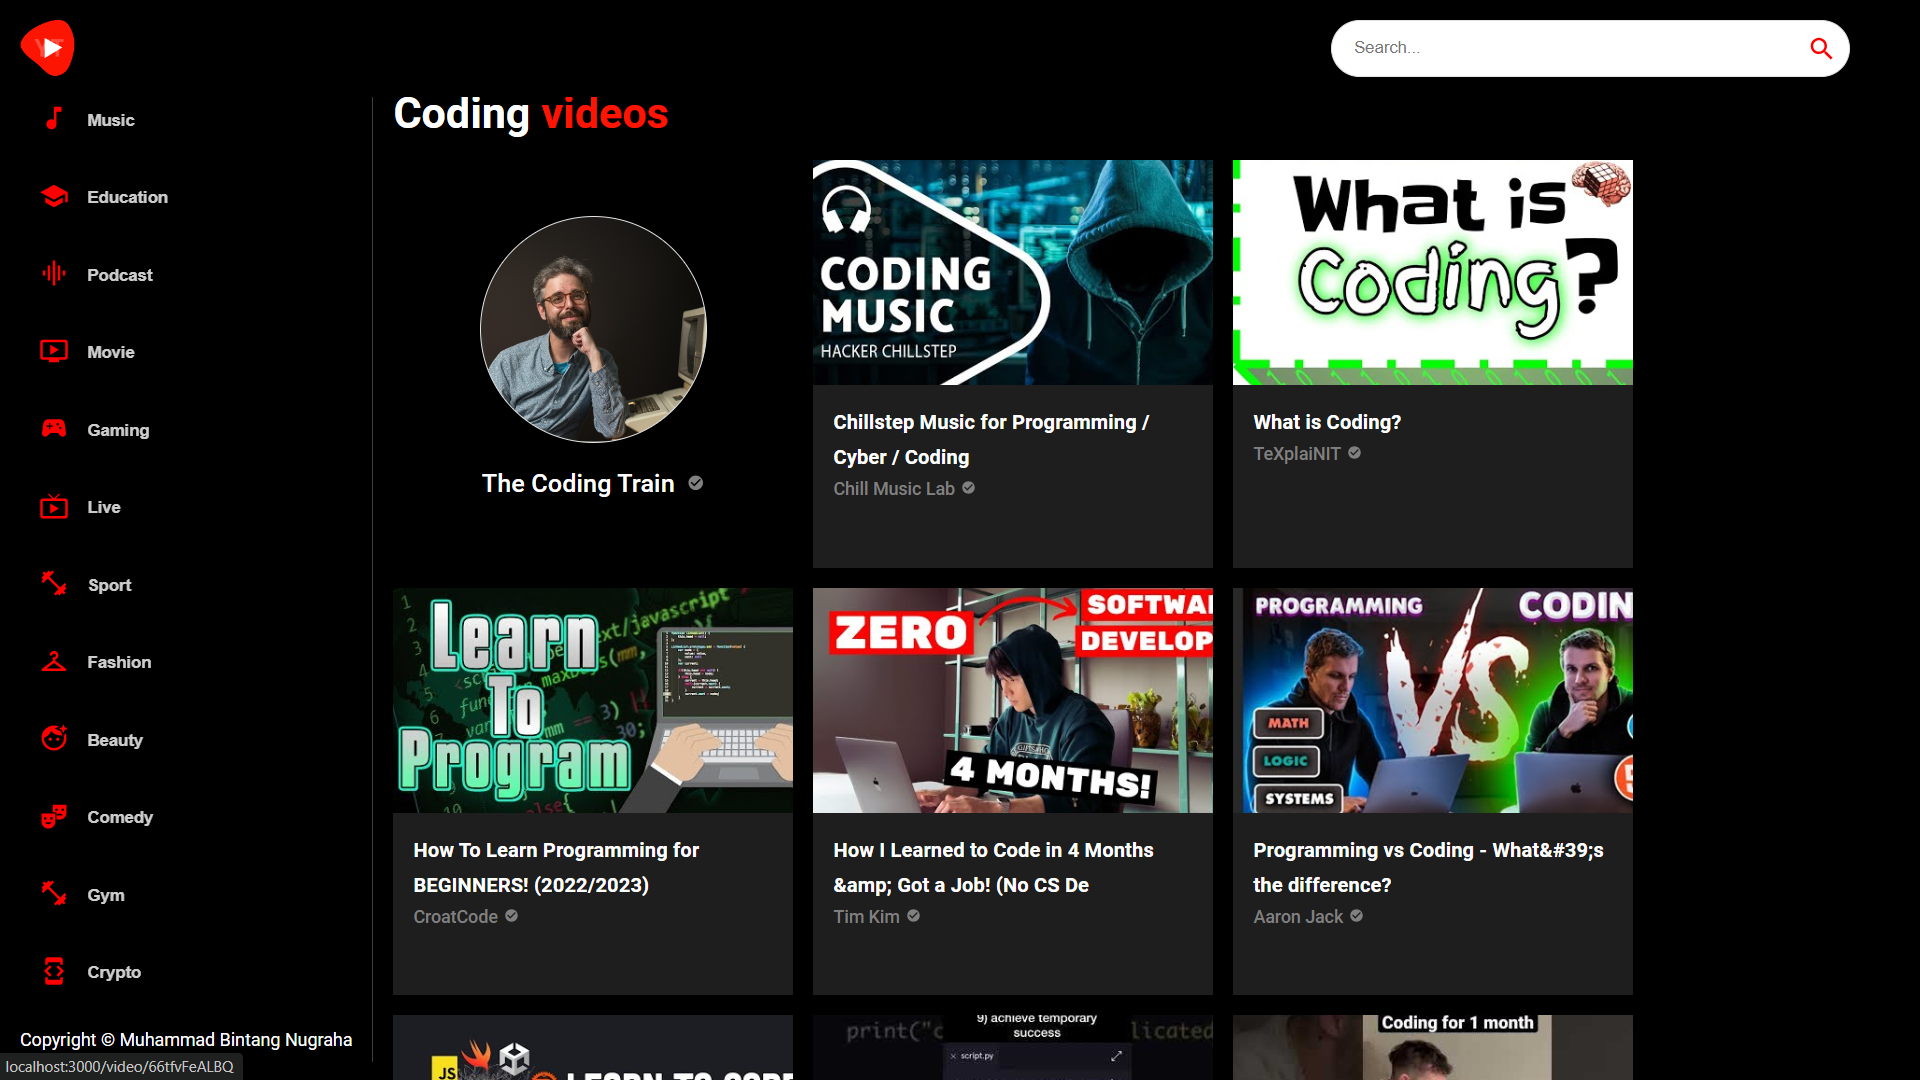 Search...
Music
Education
Podcast
Movie
Gaming
Live
Sport
Fashion
Beauty
Comedy
Gym
Crypto
Copyright © Muhammad Bintang Nugraha
localhost:3000/video/66tfvFeALBQ
Coding videos
The Coding Train
CODING
MUSIC
HACKER CHILLSTEP
Chillstep Music for Programming /
Cyber / Coding
Chill Music Lab
What is
Coding?
What is Coding?
TeXplaiNIT
Learn
To
Program
How To Learn Programming for
BEGINNERS! (2022/2023)
CroatCode
ZERO
SOFTWA
DEVELOP
4 MONTHS!
How I Learned to Code in 4 Months
&amp; Got a Job! (No CS De
Tim Kim
PROGRAMMING
CODIN
VS
MATH
LOGIC
SYSTEMS
Programming vs Coding - What&#39;s
the difference?
Aaron Jack
JS
LEARN TO CODE
9) achieve temporary
success
script.py
Coding for 1 month